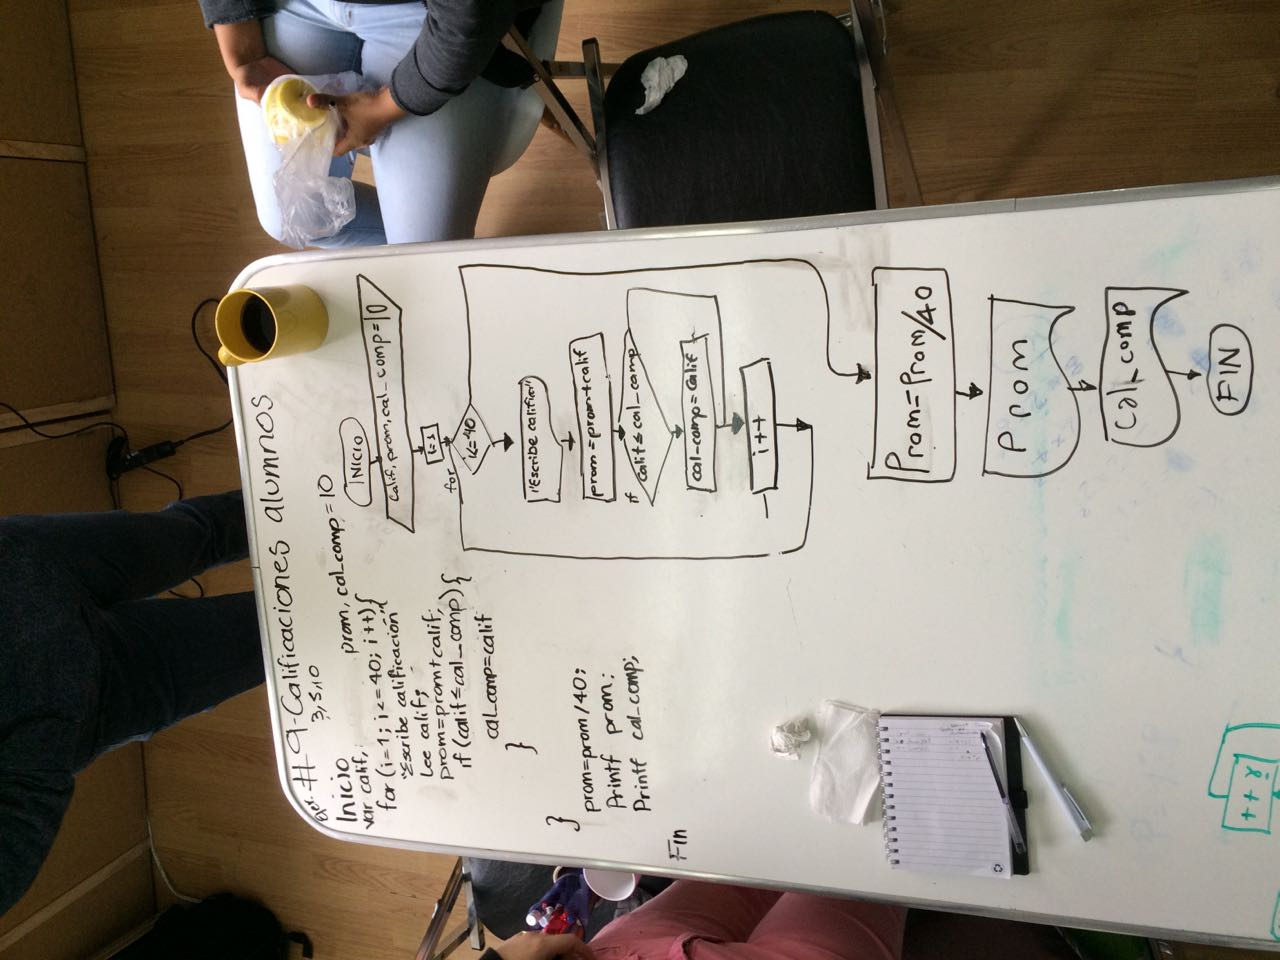 Ejer. #9-Calificaciones alumnos
3,5,10
Inicio
var calif, prom, cal_comp=10
for (i=1; i<=40; i++){
"Escribe calificación"
Lee calif;
prom=prom+calif;
if (calif≤cal_comp){
cal_comp=calif
}
}
prom=prom/40;
Printf prom;
Printf cal_comp;
Fin
INICIO
Calif, prom, cal_comp=10
i=1
for
i<=40
"Escribe calificar"
prom=prom+calif
if calif≤cal_comp
cal-comp=Calif
i++
Prom=Prom/40
Prom
Cal_comp
FIN
i++